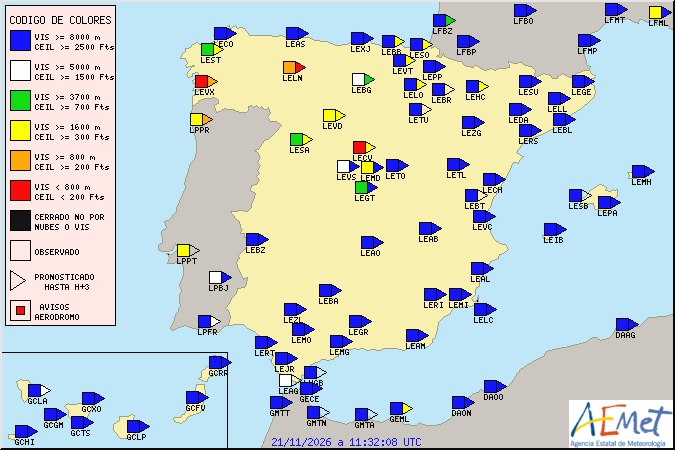 CODIGO DE COLORES
VIS >= 8000 m
CEIL >= 2500 Fts
VIS >= 5000 m
CEIL >= 1500 Fts
VIS >= 3700 m
CEIL >= 700 Fts
VIS >= 1600 m
CEIL >= 300 Fts
VIS >= 800 m
CEIL >= 200 Fts
VIS < 800 m
CEIL < 200 Fts
CERRADO NO POR
NUBES O VIS
OBSERVADO
PRONOSTICADO
HASTA H+3
AVISOS
AERODROMO
LFBO
LFMT
LFML
LFBZ
LECO
LEAS
LEXJ
LEBB
LESO
LFBP
LFMP
LEST
LEVT
LEPP
LELN
LEVX
LEBG
LELO
LEBR
LEHC
LESU
LEGE
LELL
LETU
LEDA
LEBL
LEVD
LPPR
LEZG
LERS
LESA
LECV
LEVS
LEMD
LETO
LETL
LEMH
LECH
LEGT
LEBT
LESB
LEPA
LEVC
LEAB
LEIB
LEBZ
LEAO
LPPT
LEAL
LPBJ
LEBA
LERI
LEMI
LEZL
LELC
LPFR
LEGR
LEMO
DAAG
LERT
LEMG
LEAM
LEJR
GCRR
LXGB
LEAG
GECE
DAOO
GCLA
GCXO
GCFV
GMTT
GEML
DAON
GCGM
GMTN
GMTA
GCTS
GCLP
GCHI
21/11/2026 a 11:32:08 UTC
AEMet
Agencia Estatal de Meteorología